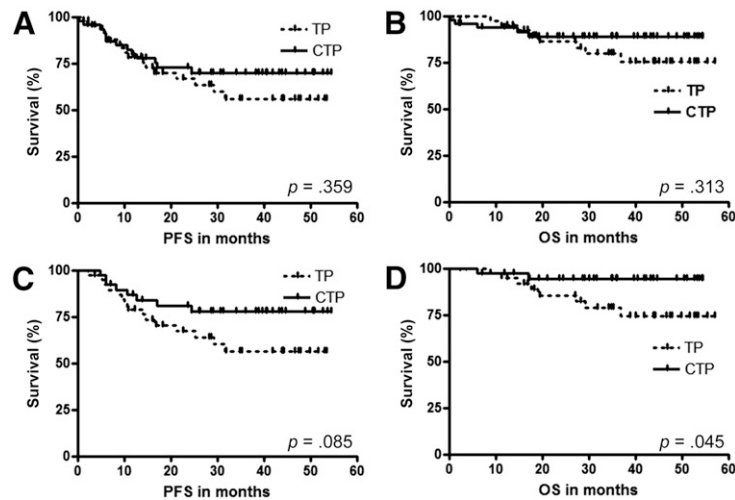 A
Survival (%)
100
75
50
25
0
TP
CTP
p = .359
0 10 20 30 40 50 60
PFS in months
B
Survival (%)
100
75
50
25
0
TP
CTP
p = .313
0 10 20 30 40 50 60
OS in months
C
Survival (%)
100
75
50
25
0
TP
CTP
p = .085
0 10 20 30 40 50 60
PFS in months
D
Survival (%)
100
75
50
25
0
TP
CTP
p = .045
0 10 20 30 40 50 60
OS in months